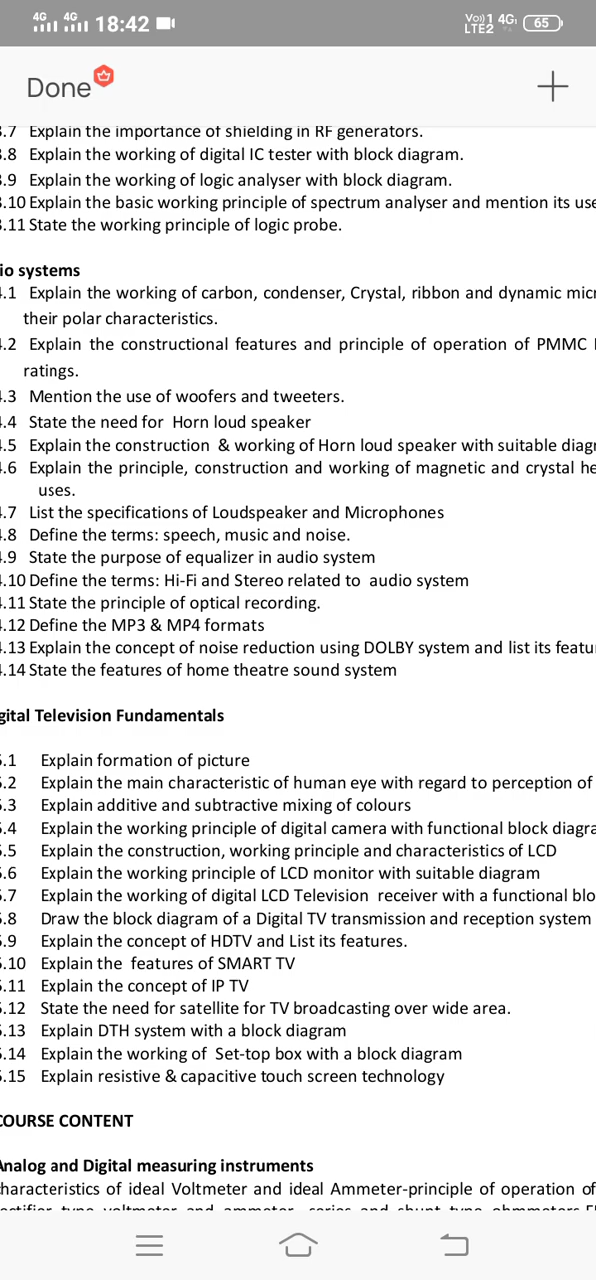 4G 4G 18:42 Vo)) 1 4G 65
LTE2
Done
.7 Explain the importance of shielding in RF generators.
.8 Explain the working of digital IC tester with block diagram.
.9 Explain the working of logic analyser with block diagram.
.10 Explain the basic working principle of spectrum analyser and mention its use
.11 State the working principle of logic probe.
io systems
.1 Explain the working of carbon, condenser, Crystal, ribbon and dynamic micr
their polar characteristics.
.2 Explain the constructional features and principle of operation of PMMC
ratings.
.3 Mention the use of woofers and tweeters.
.4 State the need for Horn loud speaker
.5 Explain the construction & working of Horn loud speaker with suitable diagr
.6 Explain the principle, construction and working of magnetic and crystal he
uses.
.7 List the specifications of Loudspeaker and Microphones
.8 Define the terms: speech, music and noise.
.9 State the purpose of equalizer in audio system
.10 Define the terms: Hi-Fi and Stereo related to audio system
.11 State the principle of optical recording.
.12 Define the MP3 & MP4 formats
.13 Explain the concept of noise reduction using DOLBY system and list its featu
.14 State the features of home theatre sound system
gital Television Fundamentals
.1 Explain formation of picture
.2 Explain the main characteristic of human eye with regard to perception of
.3 Explain additive and subtractive mixing of colours
.4 Explain the working principle of digital camera with functional block diagra
.5 Explain the construction, working principle and characteristics of LCD
.6 Explain the working principle of LCD monitor with suitable diagram
.7 Explain the working of digital LCD Television receiver with a functional blo
.8 Draw the block diagram of a Digital TV transmission and reception system
.9 Explain the concept of HDTV and List its features.
.10 Explain the features of SMART TV
.11 Explain the concept of IP TV
.12 State the need for satellite for TV broadcasting over wide area.
.13 Explain DTH system with a block diagram
.14 Explain the working of Set-top box with a block diagram
.15 Explain resistive & capacitive touch screen technology
COURSE CONTENT
Analog and Digital measuring instruments
haracteristics of ideal Voltmeter and ideal Ammeter-principle of operation of
type voltmeter and ammeter, series and shunt type ohmmeters